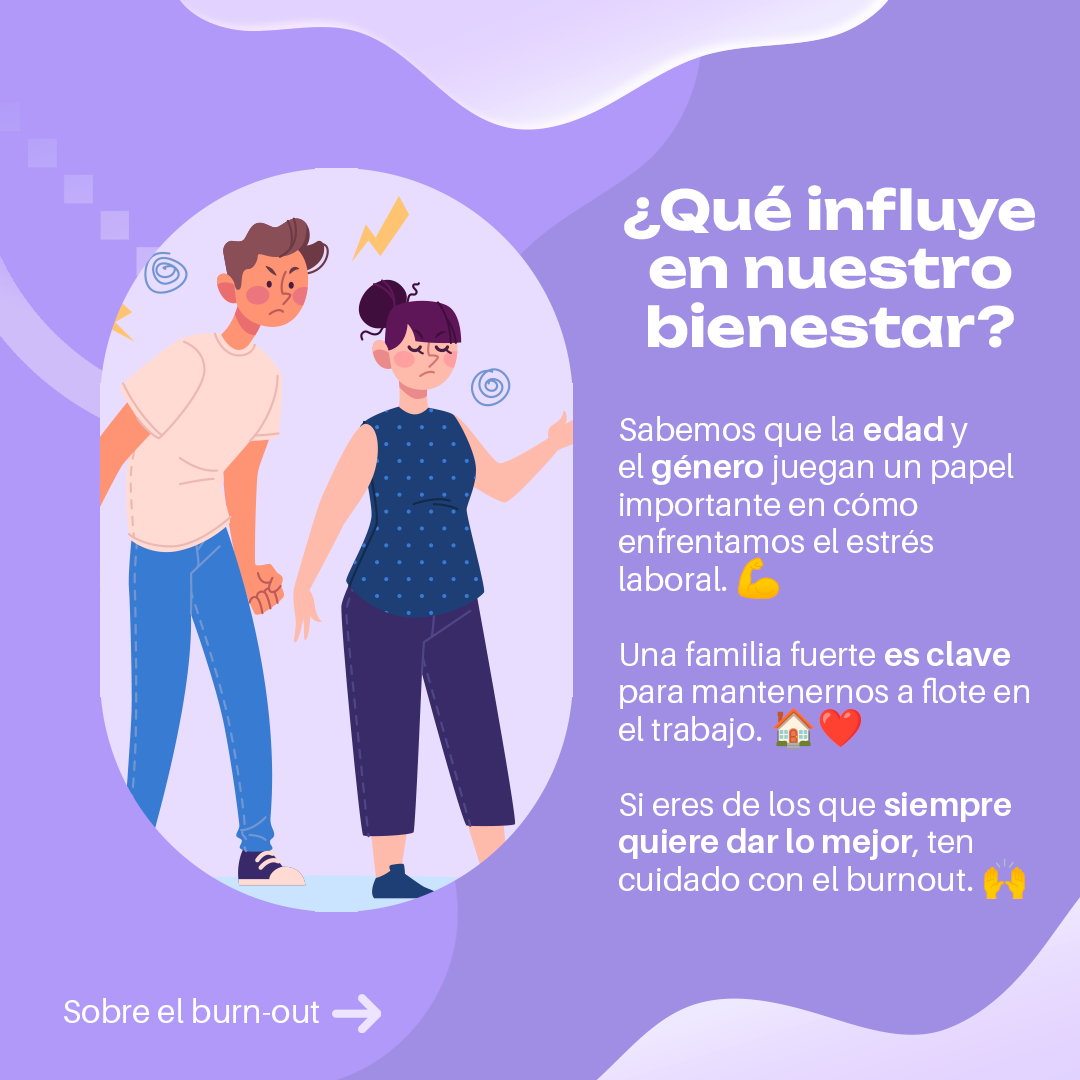 ¿Qué influye
en nuestro
bienestar?
Sabemos que la edad y
el género juegan un papel
importante en cómo
enfrentamos el estrés
laboral. 💪
Una familia fuerte es clave
para mantenernos a flote en
el trabajo. 🏠❤️
Si eres de los que siempre
quiere dar lo mejor, ten
cuidado con el burnout. 🙌
Sobre el burn-out →